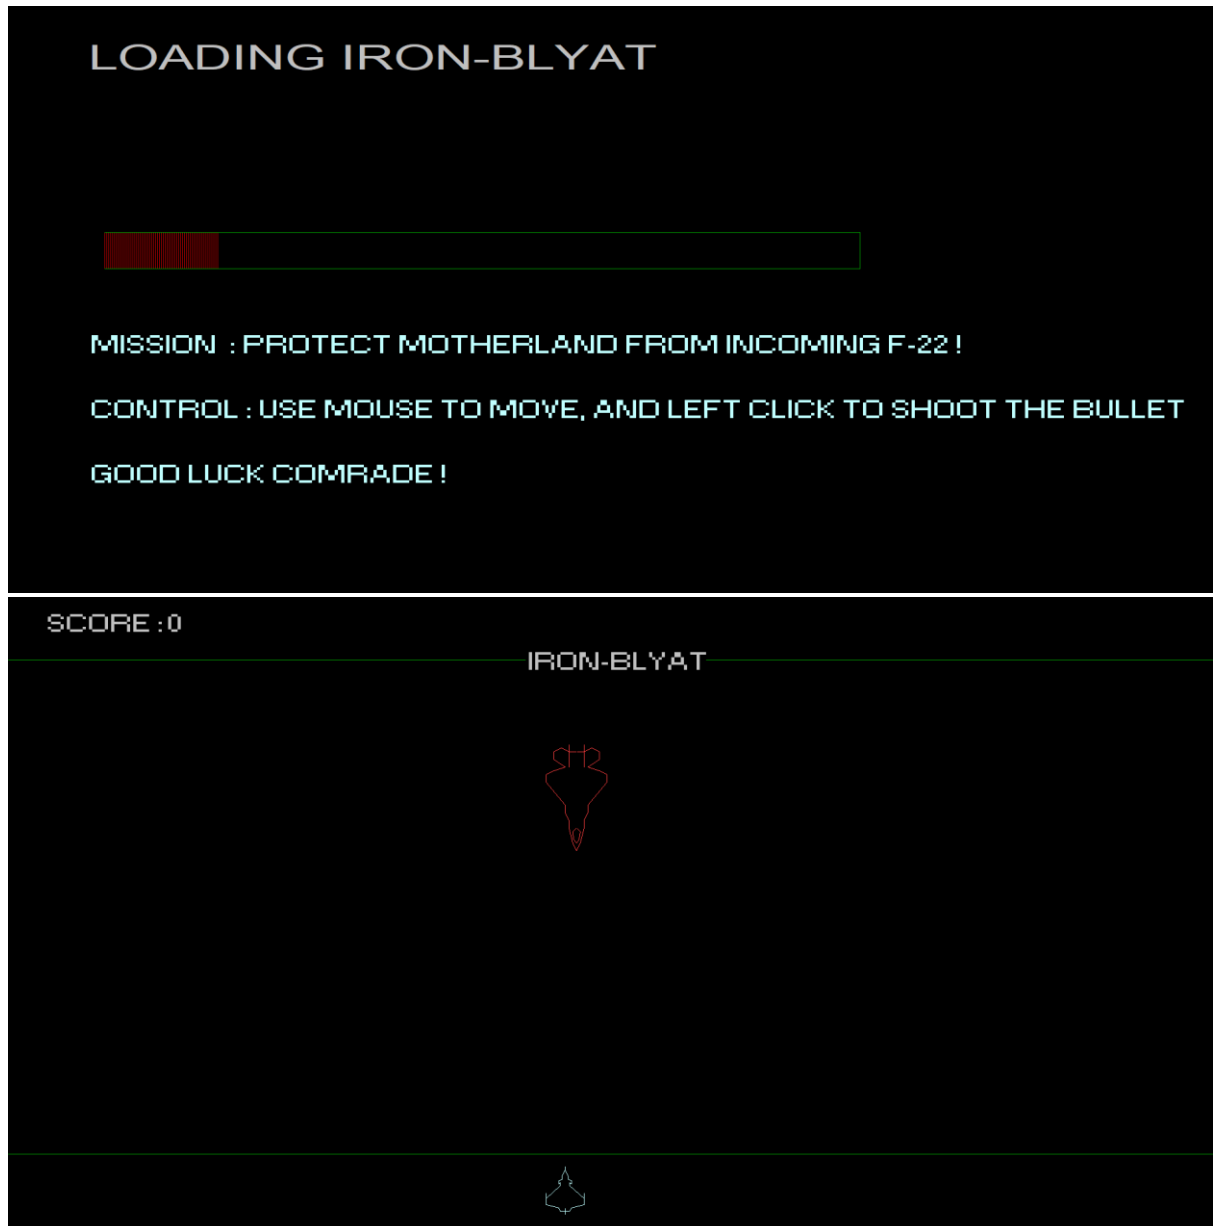 LOADING IRON-BLYAT
MISSION : PROTECT MOTHERLAND FROM INCOMING F-22 !
CONTROL : USE MOUSE TO MOVE, AND LEFT CLICK TO SHOOT THE BULLET
GOOD LUCK COMRADE !
SCORE :0
IRON-BLYAT